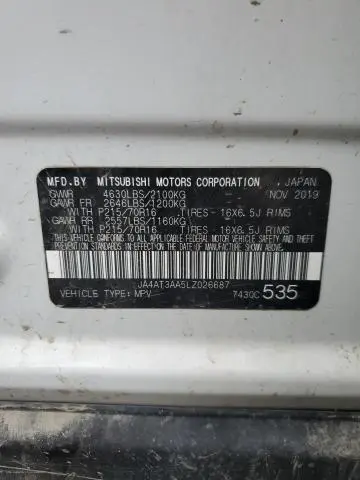 MFD.BY MITSUBISHI MOTORS CORPORATION , JAPAN
GVWR 4630LBS/2100KG NOV 2019
GAWR FR 2646LBS/1200KG
WITH P215/70R16 TIRES- 16X6.5J RIMS
GAWR RR 2557LBS/1160KG
WITH P215/70R16 TIRES - 16X6.5J RIMS
THIS VEHICLE CONFORMS TO ALL APPLICABLE FEDERAL MOTOR
VEHICLE SAFETY AND THEFT PREVENTION STANDARDS
IN EFFECT ON THE DATE OF MANUFACTURE SHOWN ABOVE.
JA4AT3AA5LZ026687
VEHICLE TYPE: MPV 7430C 535